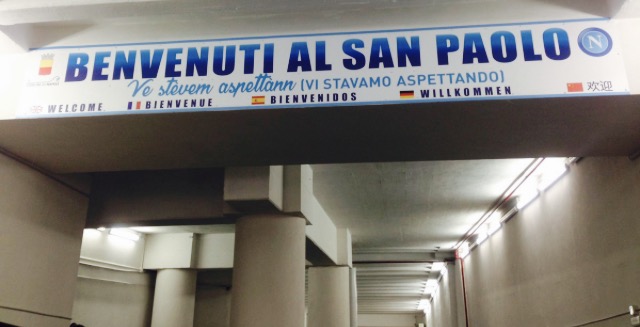 BENVENUTI AL SAN PAOLO
N
Ve stevem aspettann (VI STAVAMO ASPETTANDO)
WELCOME BIENVENUE BIENVENIDOS WILLKOMMEN 欢迎